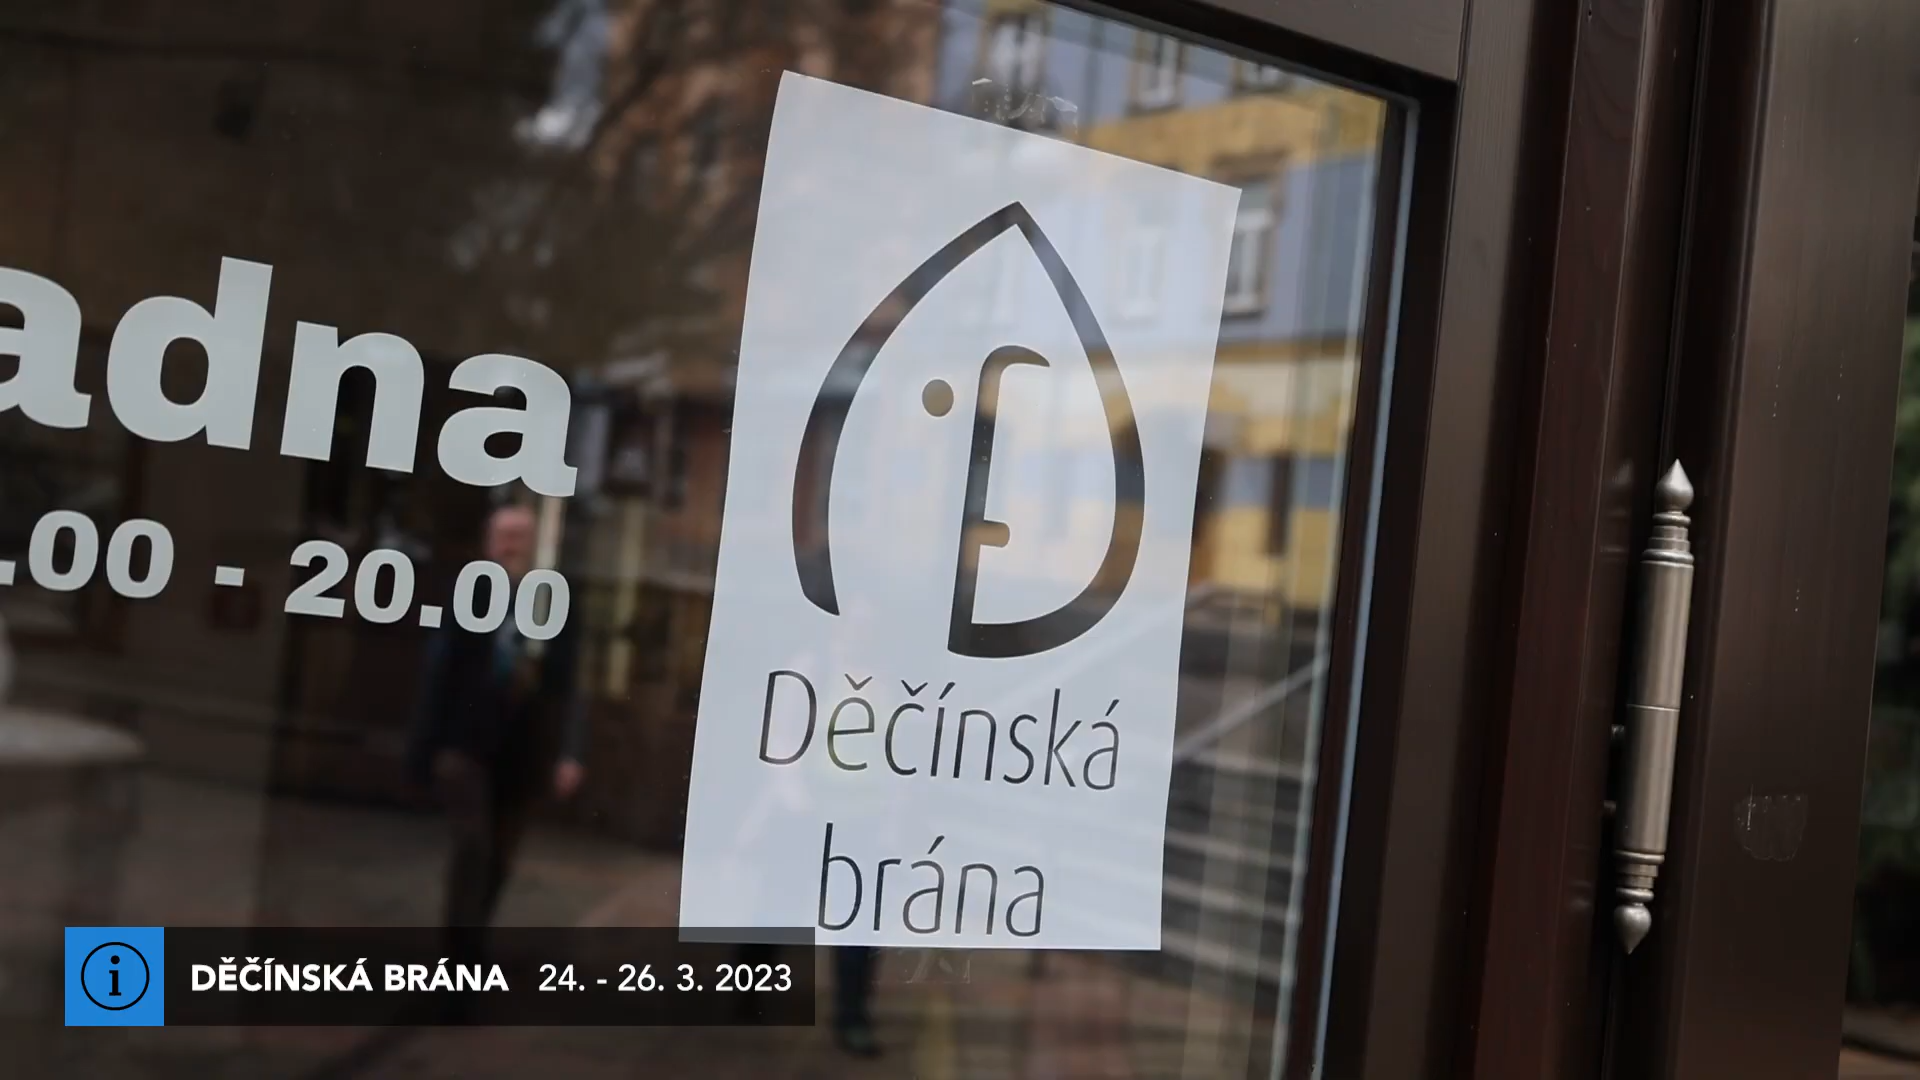 adna
.00 - 20.00
Děčínská
brána
DĚČÍNSKÁ BRÁNA 24. - 26. 3. 2023